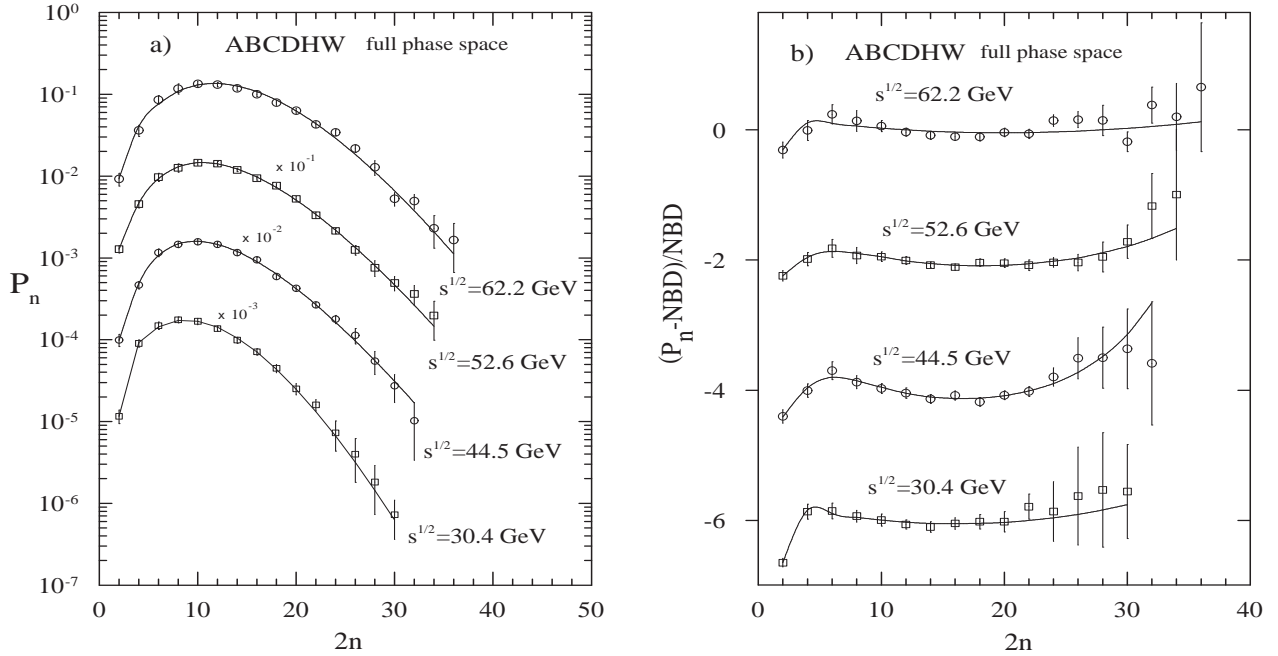 a) ABCDHW full phase space
10⁰
10⁻¹
10⁻²
10⁻³
10⁻⁴
10⁻⁵
10⁻⁶
10⁻⁷
Pₙ
× 10⁻¹
× 10⁻²
× 10⁻³
s^1/2=62.2 GeV
s^1/2=52.6 GeV
s^1/2=44.5 GeV
s^1/2=30.4 GeV
0 10 20 30 40 50
2n
b) ABCDHW full phase space
s^1/2=62.2 GeV
s^1/2=52.6 GeV
s^1/2=44.5 GeV
s^1/2=30.4 GeV
0
-2
-4
-6
(Pₙ-NBD)/NBD
0 10 20 30 40
2n